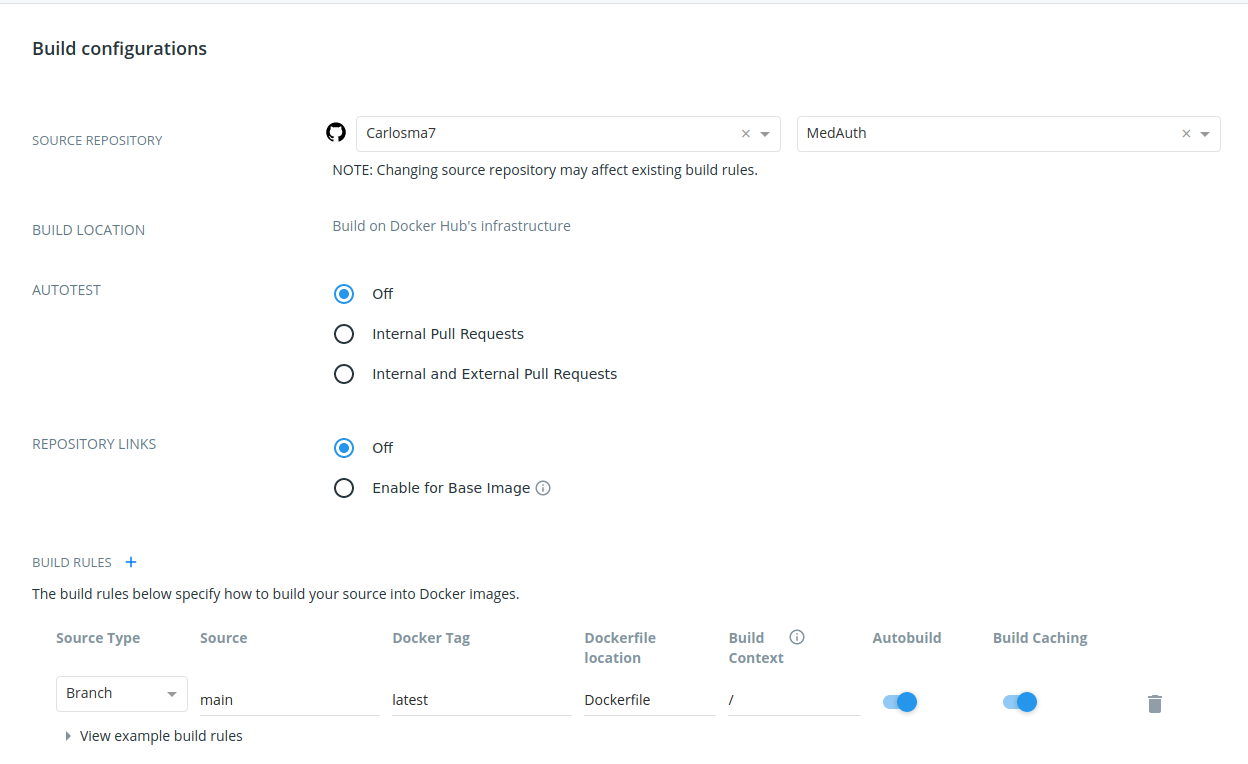 Build configurations
SOURCE REPOSITORY
Carlosma7
MedAuth
NOTE: Changing source repository may affect existing build rules.
BUILD LOCATION
Build on Docker Hub's infrastructure
AUTOTEST
Off
Internal Pull Requests
Internal and External Pull Requests
REPOSITORY LINKS
Off
Enable for Base Image
BUILD RULES +
The build rules below specify how to build your source into Docker images.
Source Type
Source
Docker Tag
Dockerfile
location
Build
Context
Autobuild
Build Caching
Branch
main
latest
Dockerfile
/
View example build rules